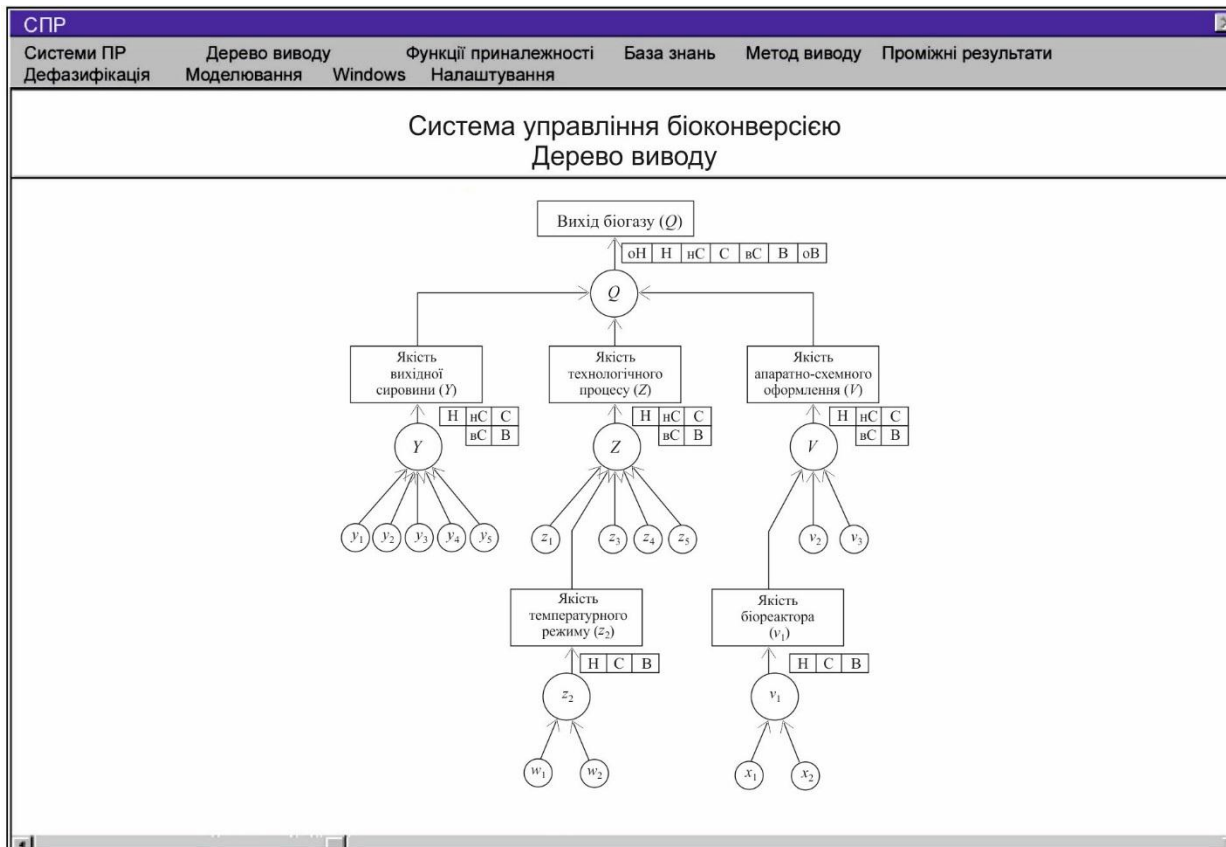 СПР
Системи ПР Дерево виводу Функції приналежності База знань Метод виводу Проміжні результати
Дефазифікація Моделювання Windows Налаштування
Система управління біоконверсією
Дерево виводу
Вихід біогазу (Q)
оН Н нС С вС В оВ
Q
Якість
вихідної
сировини (Y)
Якість
технологічного
процесу (Z)
Якість
апаратно-схемного
оформлення (V)
Н нС С
вС В
Н нС С
вС В
Н нС С
вС В
Y
Z
V
y₁ y₂ y₃ y₄ y₅
z₁ z₃ z₄ z₅
v₂ v₃
Якість
температурного
режиму (z₂)
Якість
біореактора
(v₁)
Н С В
Н С В
z₂
v₁
w₁ w₂
x₁ x₂